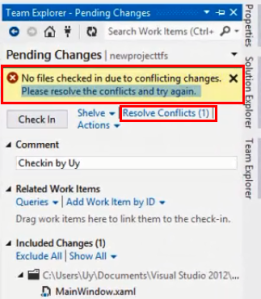 Team Explorer - Pending Changes
Search Work Items (Ctrl+
Pending Changes | newprojecttfs
No files checked in due to conflicting changes.
Please resolve the conflicts and try again.
Check In
Shelve
Resolve Conflicts (1)
Actions
Comment
Checkin by Uy
Related Work Items
Queries
Add Work Item by ID
Drag work items here to link them to the check-in.
Included Changes (1)
Exclude All
Show All
C:\Users\Uy\Documents\Visual Studio 2012\...
MainWindow.xaml
Properties
Solution Explorer
Team Explorer